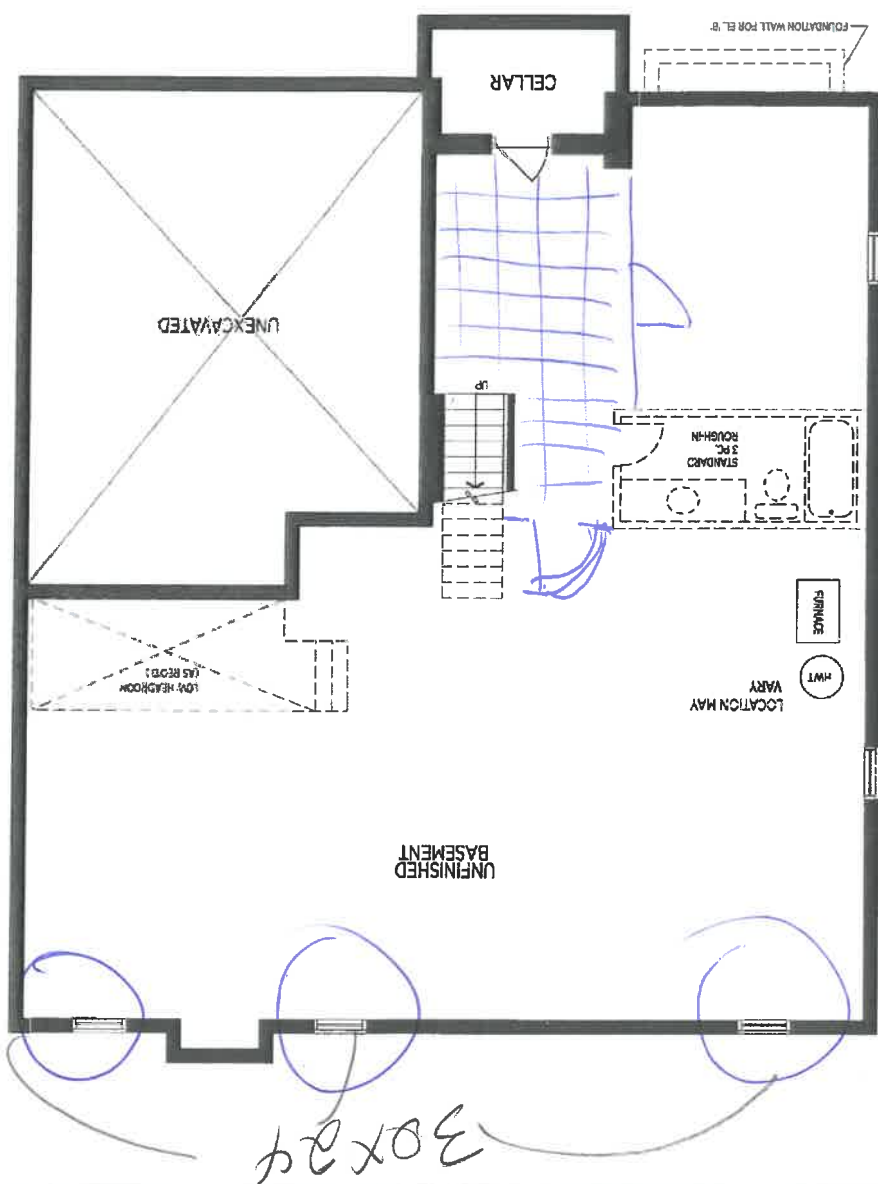 30X24
UNFINISHED
BASEMENT
LOCATION MAY
VARY
HWT
FURNACE
LOW HEADROOM
(AS REQ'D.)
STANDARD
3 PC.
ROUGH-IN
UP
UNEXCAVATED
CELLAR
FOUNDATION WALL FOR EL. 'B'